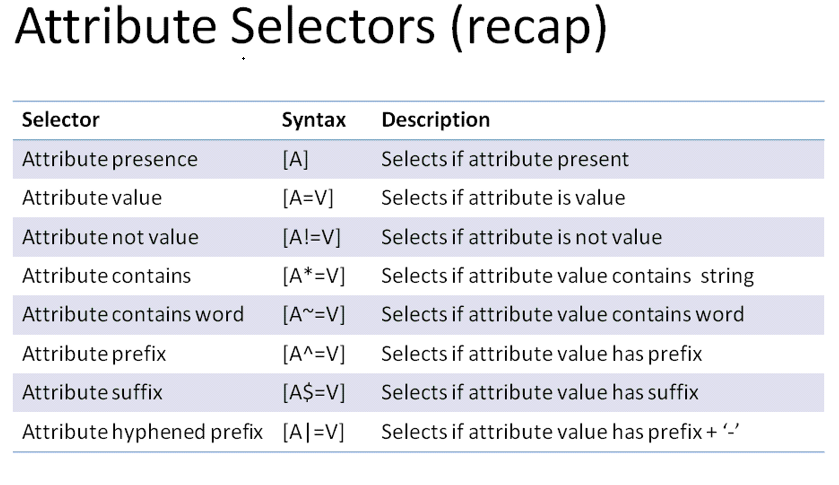 Attribute Selectors (recap)
Selector Syntax Description
Attribute presence [A] Selects if attribute present
Attribute value [A=V] Selects if attribute is value
Attribute not value [A!=V] Selects if attribute is not value
Attribute contains [A*=V] Selects if attribute value contains string
Attribute contains word [A~=V] Selects if attribute value contains word
Attribute prefix [A^=V] Selects if attribute value has prefix
Attribute suffix [A$=V] Selects if attribute value has suffix
Attribute hyphened prefix [A|=V] Selects if attribute value has prefix + ‘-’